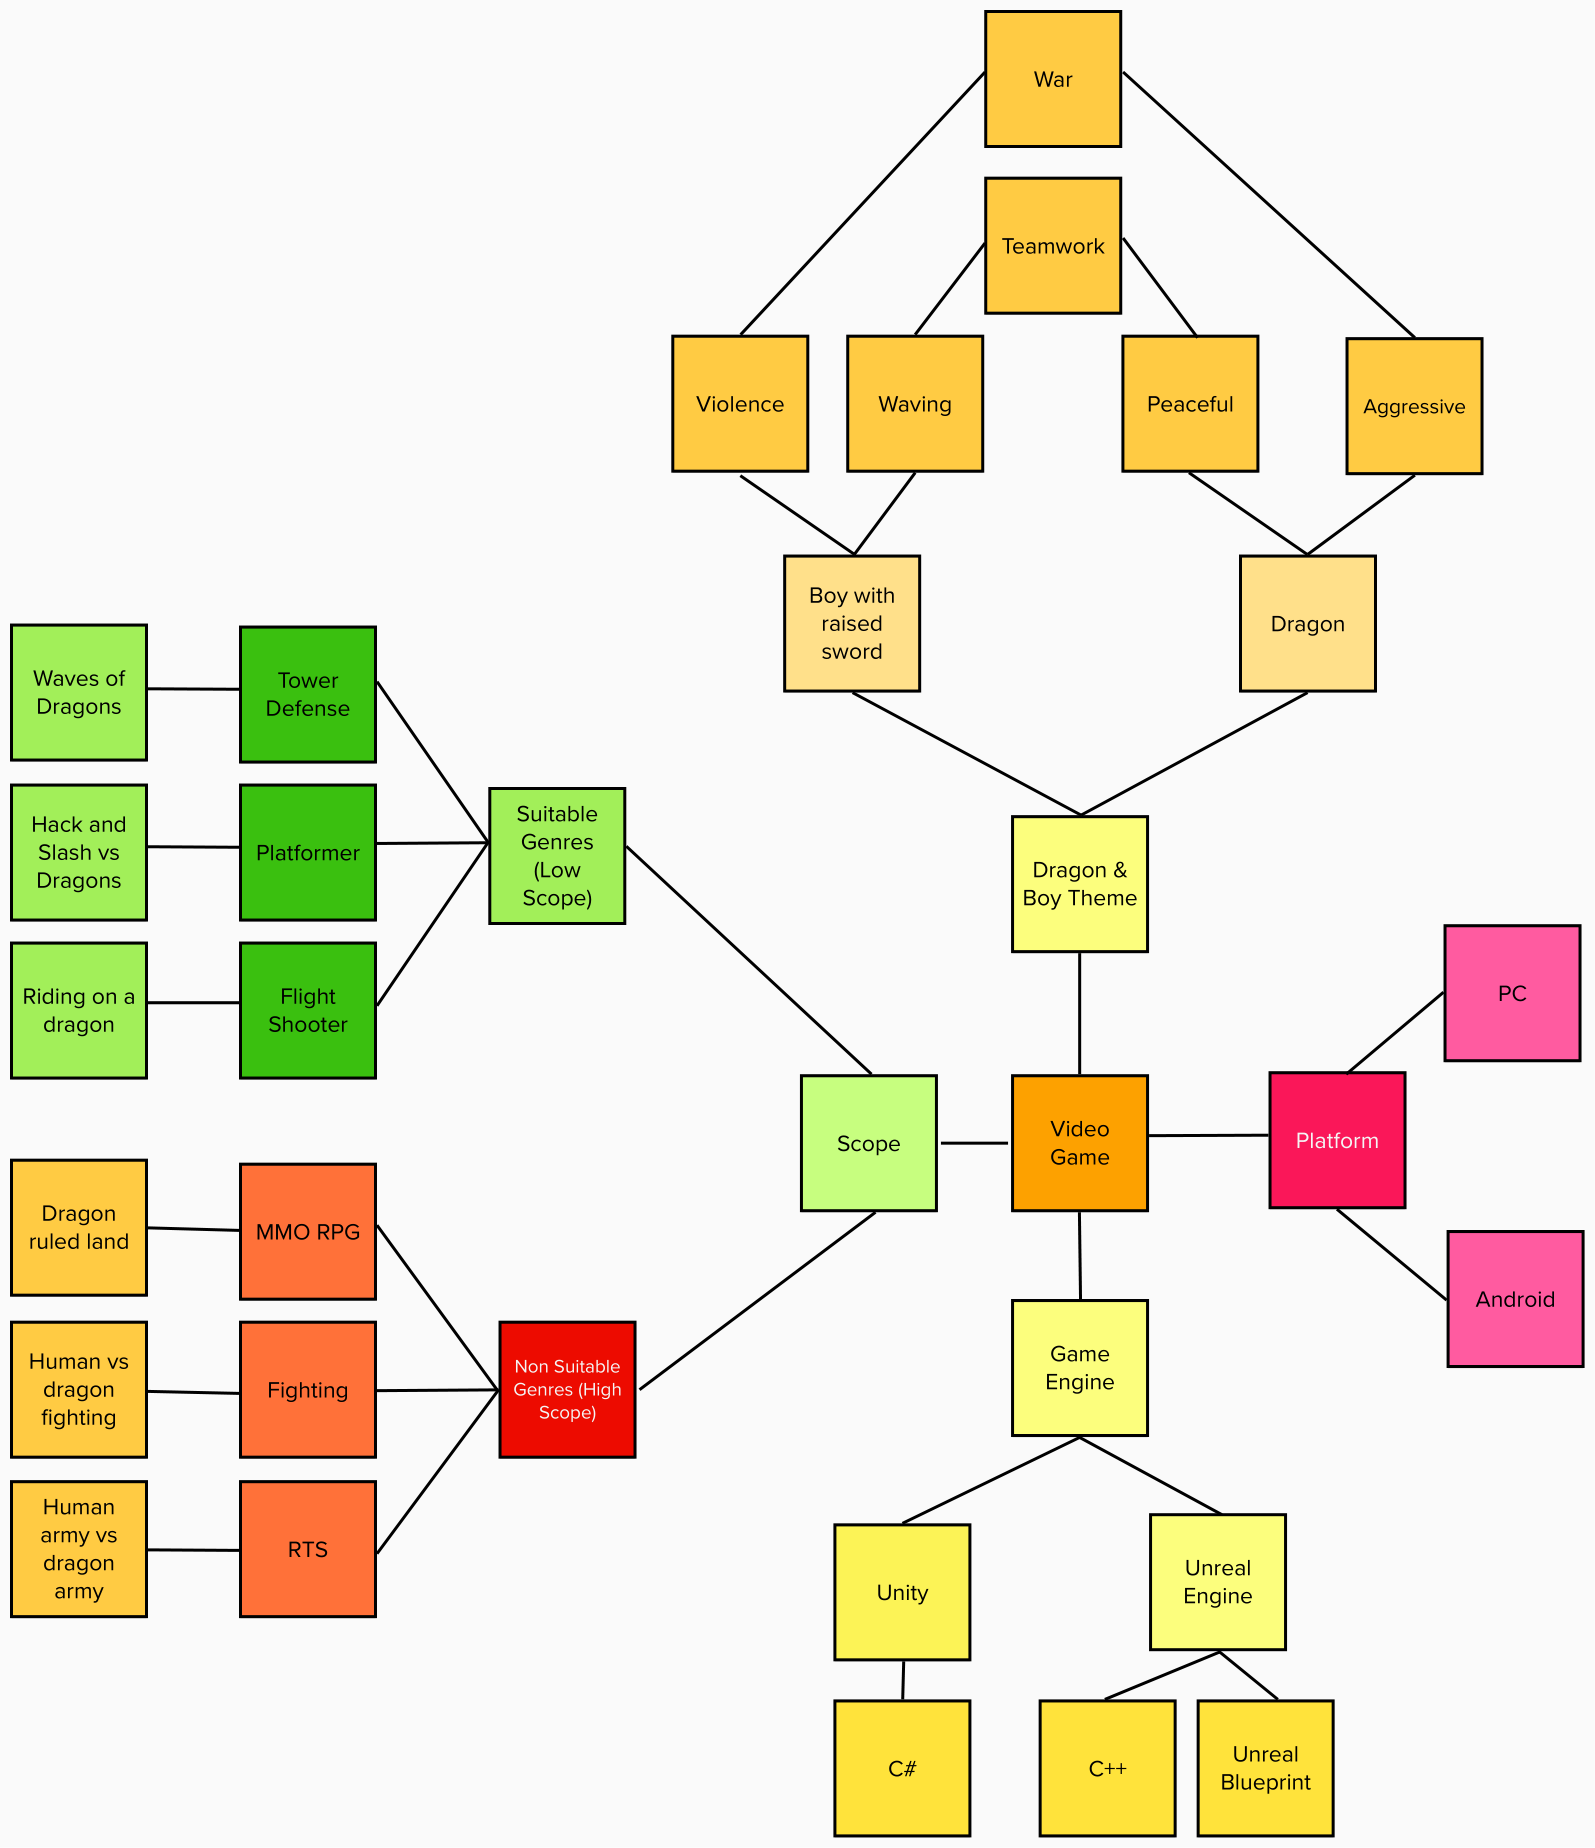 War
Teamwork
Violence
Waving
Peaceful
Aggressive
Boy with
raised
sword
Dragon
Waves of
Dragons
Tower
Defense
Hack and
Slash vs
Dragons
Platformer
Suitable
Genres
(Low
Scope)
Riding on a
dragon
Flight
Shooter
Dragon &
Boy Theme
PC
Scope
Video
Game
Platform
Android
Dragon
ruled land
MMO RPG
Human vs
dragon
fighting
Fighting
Non Suitable
Genres (High
Scope)
Human
army vs
dragon
army
RTS
Game
Engine
Unity
Unreal
Engine
C#
C++
Unreal
Blueprint